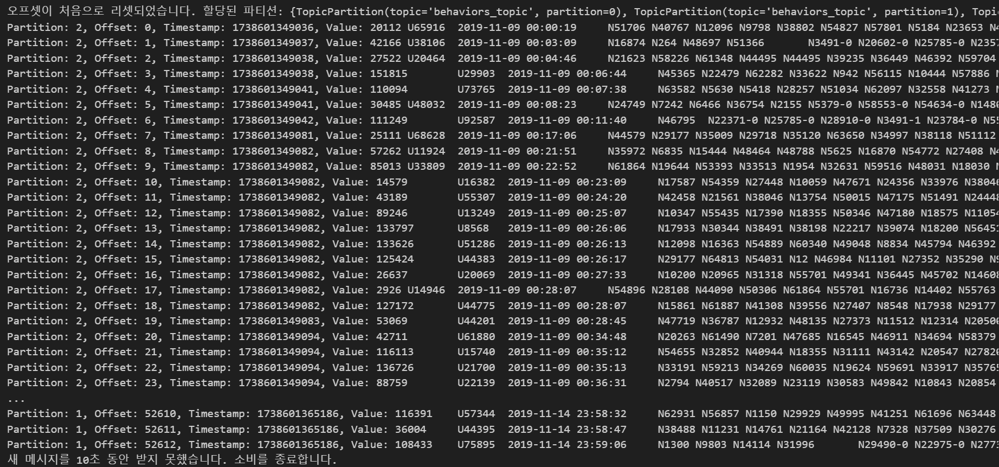 오프셋이 처음으로 리셋되었습니다. 할당된 파티션: {TopicPartition(topic='behaviors_topic', partition=0), TopicPartition(topic='behaviors_topic', partition=1), Topic
Partition: 2, Offset: 0, Timestamp: 1738601349036, Value: 20112 U65916 2019-11-09 00:00:19 N51706 N40767 N12096 N9798 N38802 N54827 N57801 N5184 N23653
Partition: 2, Offset: 1, Timestamp: 1738601349037, Value: 42166 U38106 2019-11-09 00:03:09 N16874 N264 N48697 N51366 N3491-0 N20602-0 N25785-0 N2357
Partition: 2, Offset: 2, Timestamp: 1738601349038, Value: 27522 U20464 2019-11-09 00:04:46 N21623 N58226 N61348 N44495 N44495 N39235 N36449 N46392 N59704
Partition: 2, Offset: 3, Timestamp: 1738601349038, Value: 151815 U29903 2019-11-09 00:06:44 N45365 N22479 N62282 N33622 N942 N56115 N10444 N57886
Partition: 2, Offset: 4, Timestamp: 1738601349041, Value: 110094 U73765 2019-11-09 00:07:38 N63582 N5630 N5418 N28257 N51034 N62097 N32558 N41273
Partition: 2, Offset: 5, Timestamp: 1738601349041, Value: 30485 U48032 2019-11-09 00:08:23 N24749 N7242 N6466 N36754 N2155 N5379-0 N58553-0 N54634-0 N1480
Partition: 2, Offset: 6, Timestamp: 1738601349042, Value: 111249 U92587 2019-11-09 00:11:40 N46795 N22371-0 N25785-0 N28910-0 N3491-1 N23784-0 N55
Partition: 2, Offset: 7, Timestamp: 1738601349081, Value: 25111 U68628 2019-11-09 00:17:06 N44579 N29177 N35009 N29718 N35120 N63650 N34997 N38118 N51112
Partition: 2, Offset: 8, Timestamp: 1738601349082, Value: 57262 U11924 2019-11-09 00:21:51 N35972 N6835 N15444 N48464 N48788 N5625 N16870 N54772 N27408
Partition: 2, Offset: 9, Timestamp: 1738601349082, Value: 85013 U33809 2019-11-09 00:22:52 N61864 N19644 N53393 N33513 N1954 N32631 N59516 N48031 N18030
Partition: 2, Offset: 10, Timestamp: 1738601349082, Value: 14579 U16382 2019-11-09 00:23:09 N17587 N54359 N27448 N10059 N47671 N24356 N33976 N38046
Partition: 2, Offset: 11, Timestamp: 1738601349082, Value: 43189 U55307 2019-11-09 00:24:20 N42458 N21561 N38046 N13754 N50015 N47175 N51491 N24448
Partition: 2, Offset: 12, Timestamp: 1738601349082, Value: 89246 U13249 2019-11-09 00:25:07 N10347 N55435 N17390 N18355 N50346 N47180 N18575 N11054
Partition: 2, Offset: 13, Timestamp: 1738601349082, Value: 133797 U8568 2019-11-09 00:26:06 N17933 N30344 N38491 N38198 N22217 N39074 N18200 N56451
Partition: 2, Offset: 14, Timestamp: 1738601349082, Value: 133626 U51286 2019-11-09 00:26:13 N12098 N16363 N54889 N60340 N49048 N8834 N45794 N46392
Partition: 2, Offset: 15, Timestamp: 1738601349082, Value: 125424 U44383 2019-11-09 00:26:17 N29177 N64813 N54031 N12 N46984 N11101 N27352 N35290
Partition: 2, Offset: 16, Timestamp: 1738601349082, Value: 26637 U20069 2019-11-09 00:27:33 N10200 N20965 N31318 N55701 N49341 N36445 N45702 N14608
Partition: 2, Offset: 17, Timestamp: 1738601349082, Value: 2926 U14946 2019-11-09 00:28:07 N54896 N28108 N44090 N50306 N61864 N55701 N16736 N14402 N55763
Partition: 2, Offset: 18, Timestamp: 1738601349082, Value: 127172 U44775 2019-11-09 00:28:07 N15861 N61887 N41308 N39556 N27407 N8548 N17938 N29177
Partition: 2, Offset: 19, Timestamp: 1738601349083, Value: 53069 U44201 2019-11-09 00:28:45 N47719 N36787 N12932 N48135 N27373 N11512 N12314 N20500
Partition: 2, Offset: 20, Timestamp: 1738601349094, Value: 42711 U61880 2019-11-09 00:34:48 N20263 N61490 N7201 N47685 N16545 N46911 N34694 N58379
Partition: 2, Offset: 21, Timestamp: 1738601349094, Value: 116113 U15740 2019-11-09 00:35:12 N54655 N32852 N40944 N18355 N31111 N43142 N20547 N27820
Partition: 2, Offset: 22, Timestamp: 1738601349094, Value: 136726 U21700 2019-11-09 00:35:13 N33191 N59213 N34269 N60035 N19624 N59691 N33917 N35765
Partition: 2, Offset: 23, Timestamp: 1738601349094, Value: 88759 U22139 2019-11-09 00:36:31 N2794 N40517 N32089 N23119 N30583 N49842 N10843 N20854
...
Partition: 1, Offset: 52610, Timestamp: 1738601365186, Value: 116391 U57344 2019-11-14 23:58:32 N62931 N56857 N1150 N29929 N49995 N41251 N61696 N63448
Partition: 1, Offset: 52611, Timestamp: 1738601365186, Value: 36004 U44395 2019-11-14 23:58:47 N38488 N11231 N14761 N21164 N42128 N7328 N37509 N30276
Partition: 1, Offset: 52612, Timestamp: 1738601365186, Value: 108433 U75895 2019-11-14 23:59:06 N1300 N9803 N14114 N31996 N29490-0 N22975-0 N2773
새 메시지를 10초 동안 받지 못했습니다. 소비를 종료합니다.